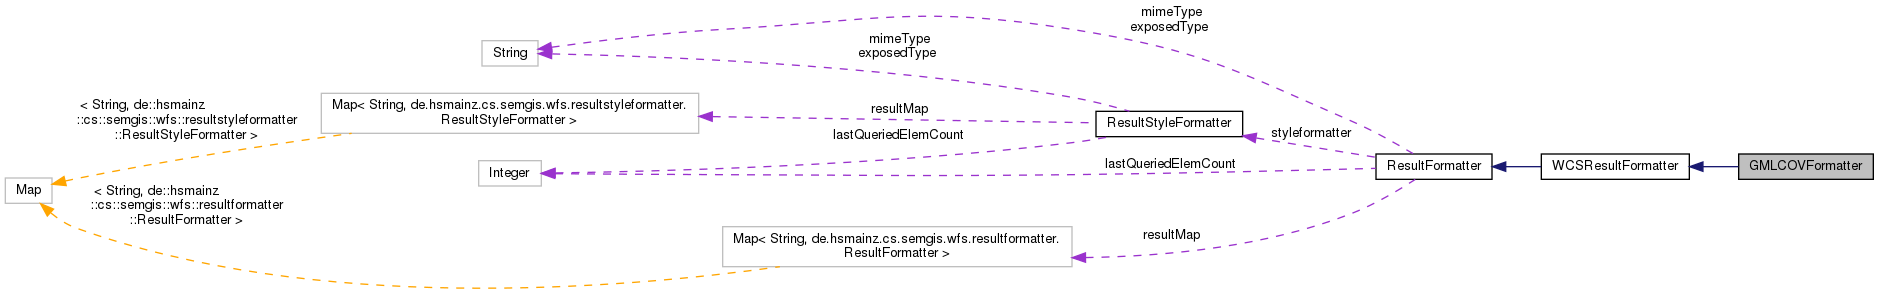 mimeType
exposedType
mimeType
exposedType
String
< String, de::hsmainz
::cs::semgis::wfs::resultstyleformatter
::ResultStyleFormatter >
Map< String, de.hsmainz.cs.semgis.wfs.resultstyleformatter.
ResultStyleFormatter >
resultMap
ResultStyleFormatter
lastQueriedElemCount
styleformatter
Integer
lastQueriedElemCount
ResultFormatter
WCSResultFormatter
GMLCOVFormatter
Map
< String, de::hsmainz
::cs::semgis::wfs::resultformatter
::ResultFormatter >
Map< String, de.hsmainz.cs.semgis.wfs.resultformatter.
ResultFormatter >
resultMap